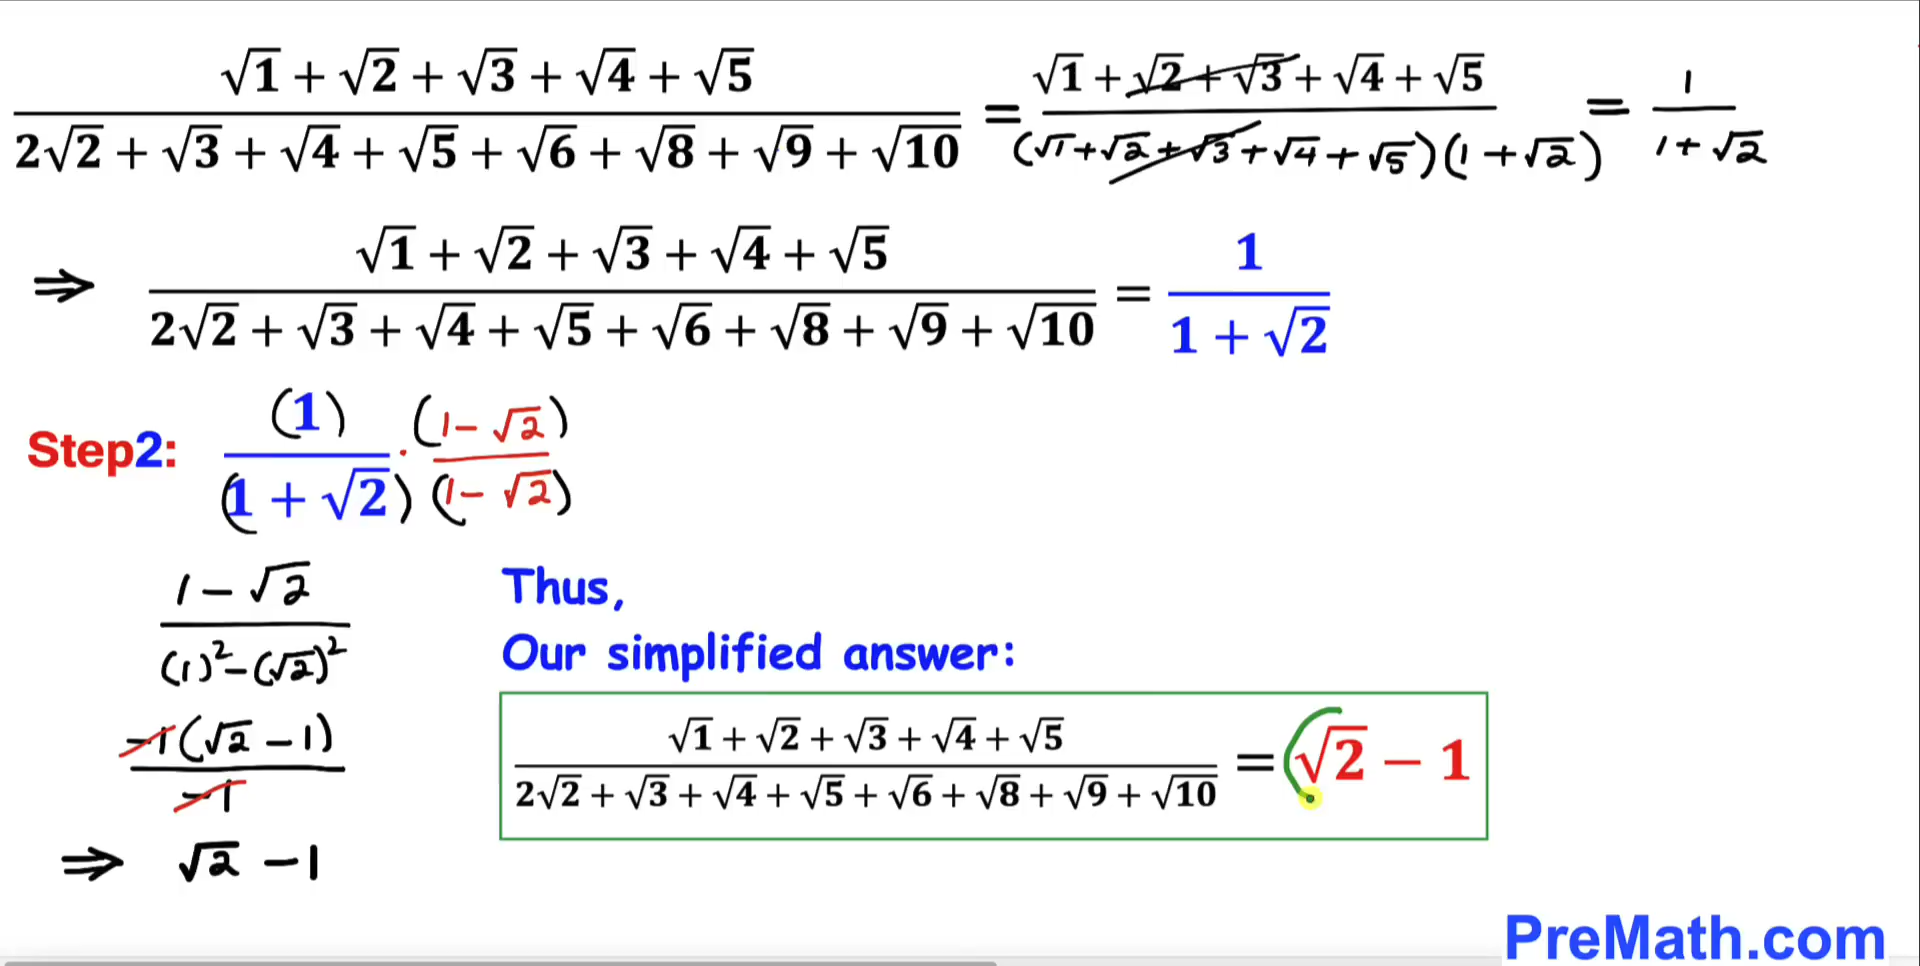 √1 + √2 + √3 + √4 + √5 / 2√2 + √3 + √4 + √5 + √6 + √8 + √9 + √10 = √1 + √2 + √3 + √4 + √5 / (√1 + √2 + √3 + √4 + √5)(1 + √2) = 1 / 1 + √2
⇒ √1 + √2 + √3 + √4 + √5 / 2√2 + √3 + √4 + √5 + √6 + √8 + √9 + √10 = 1 / 1 + √2
Step2: (1) / (1 + √2) · (1 - √2) / (1 - √2)
1 - √2 / (1)² - (√2)²
-1(√2 - 1) / -1
⇒ √2 - 1
Thus,
Our simplified answer:
√1 + √2 + √3 + √4 + √5 / 2√2 + √3 + √4 + √5 + √6 + √8 + √9 + √10 = √2 − 1
PreMath.com